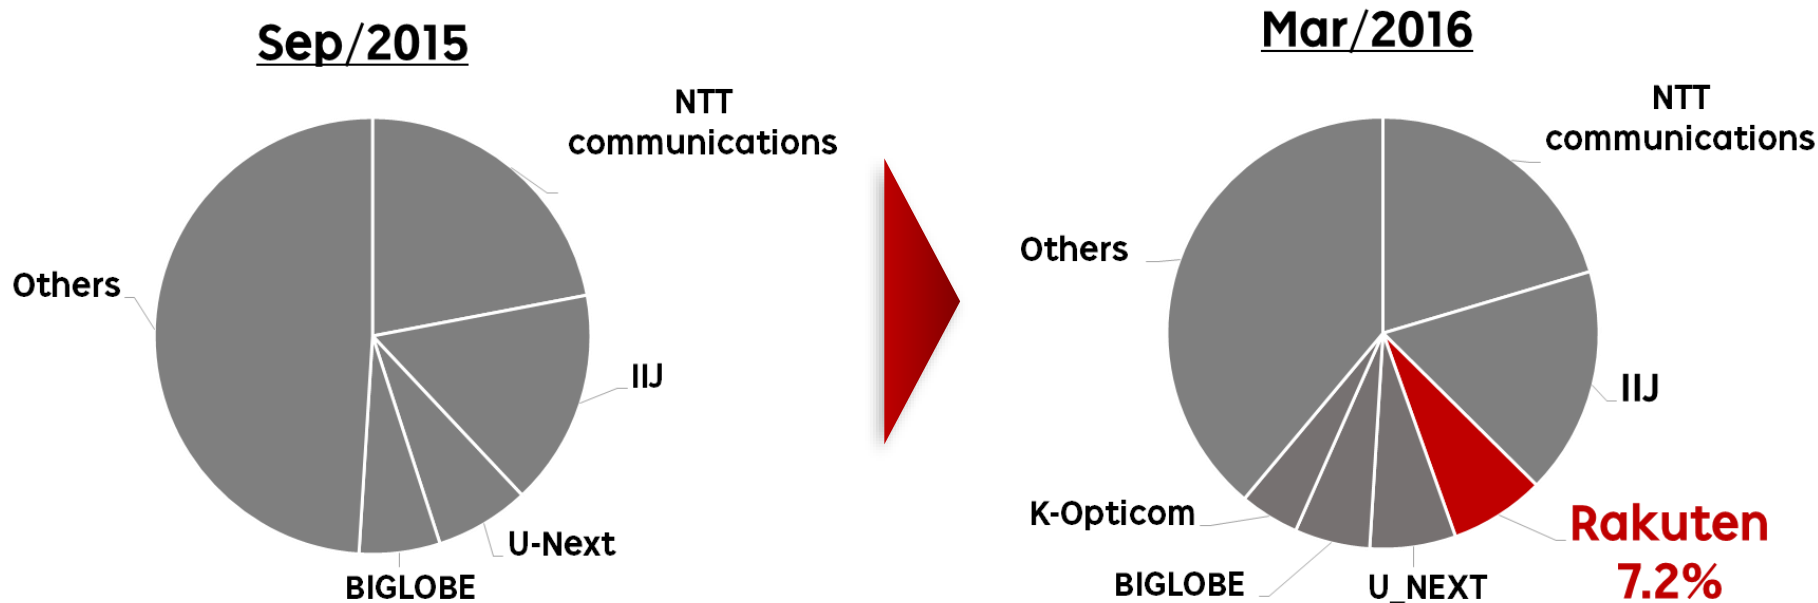 Sep/2015
NTT
communications
Others
IIJ
U-Next
BIGLOBE
Mar/2016
NTT
communications
Others
IIJ
K-Opticom
Rakuten
7.2%
BIGLOBE
U_NEXT